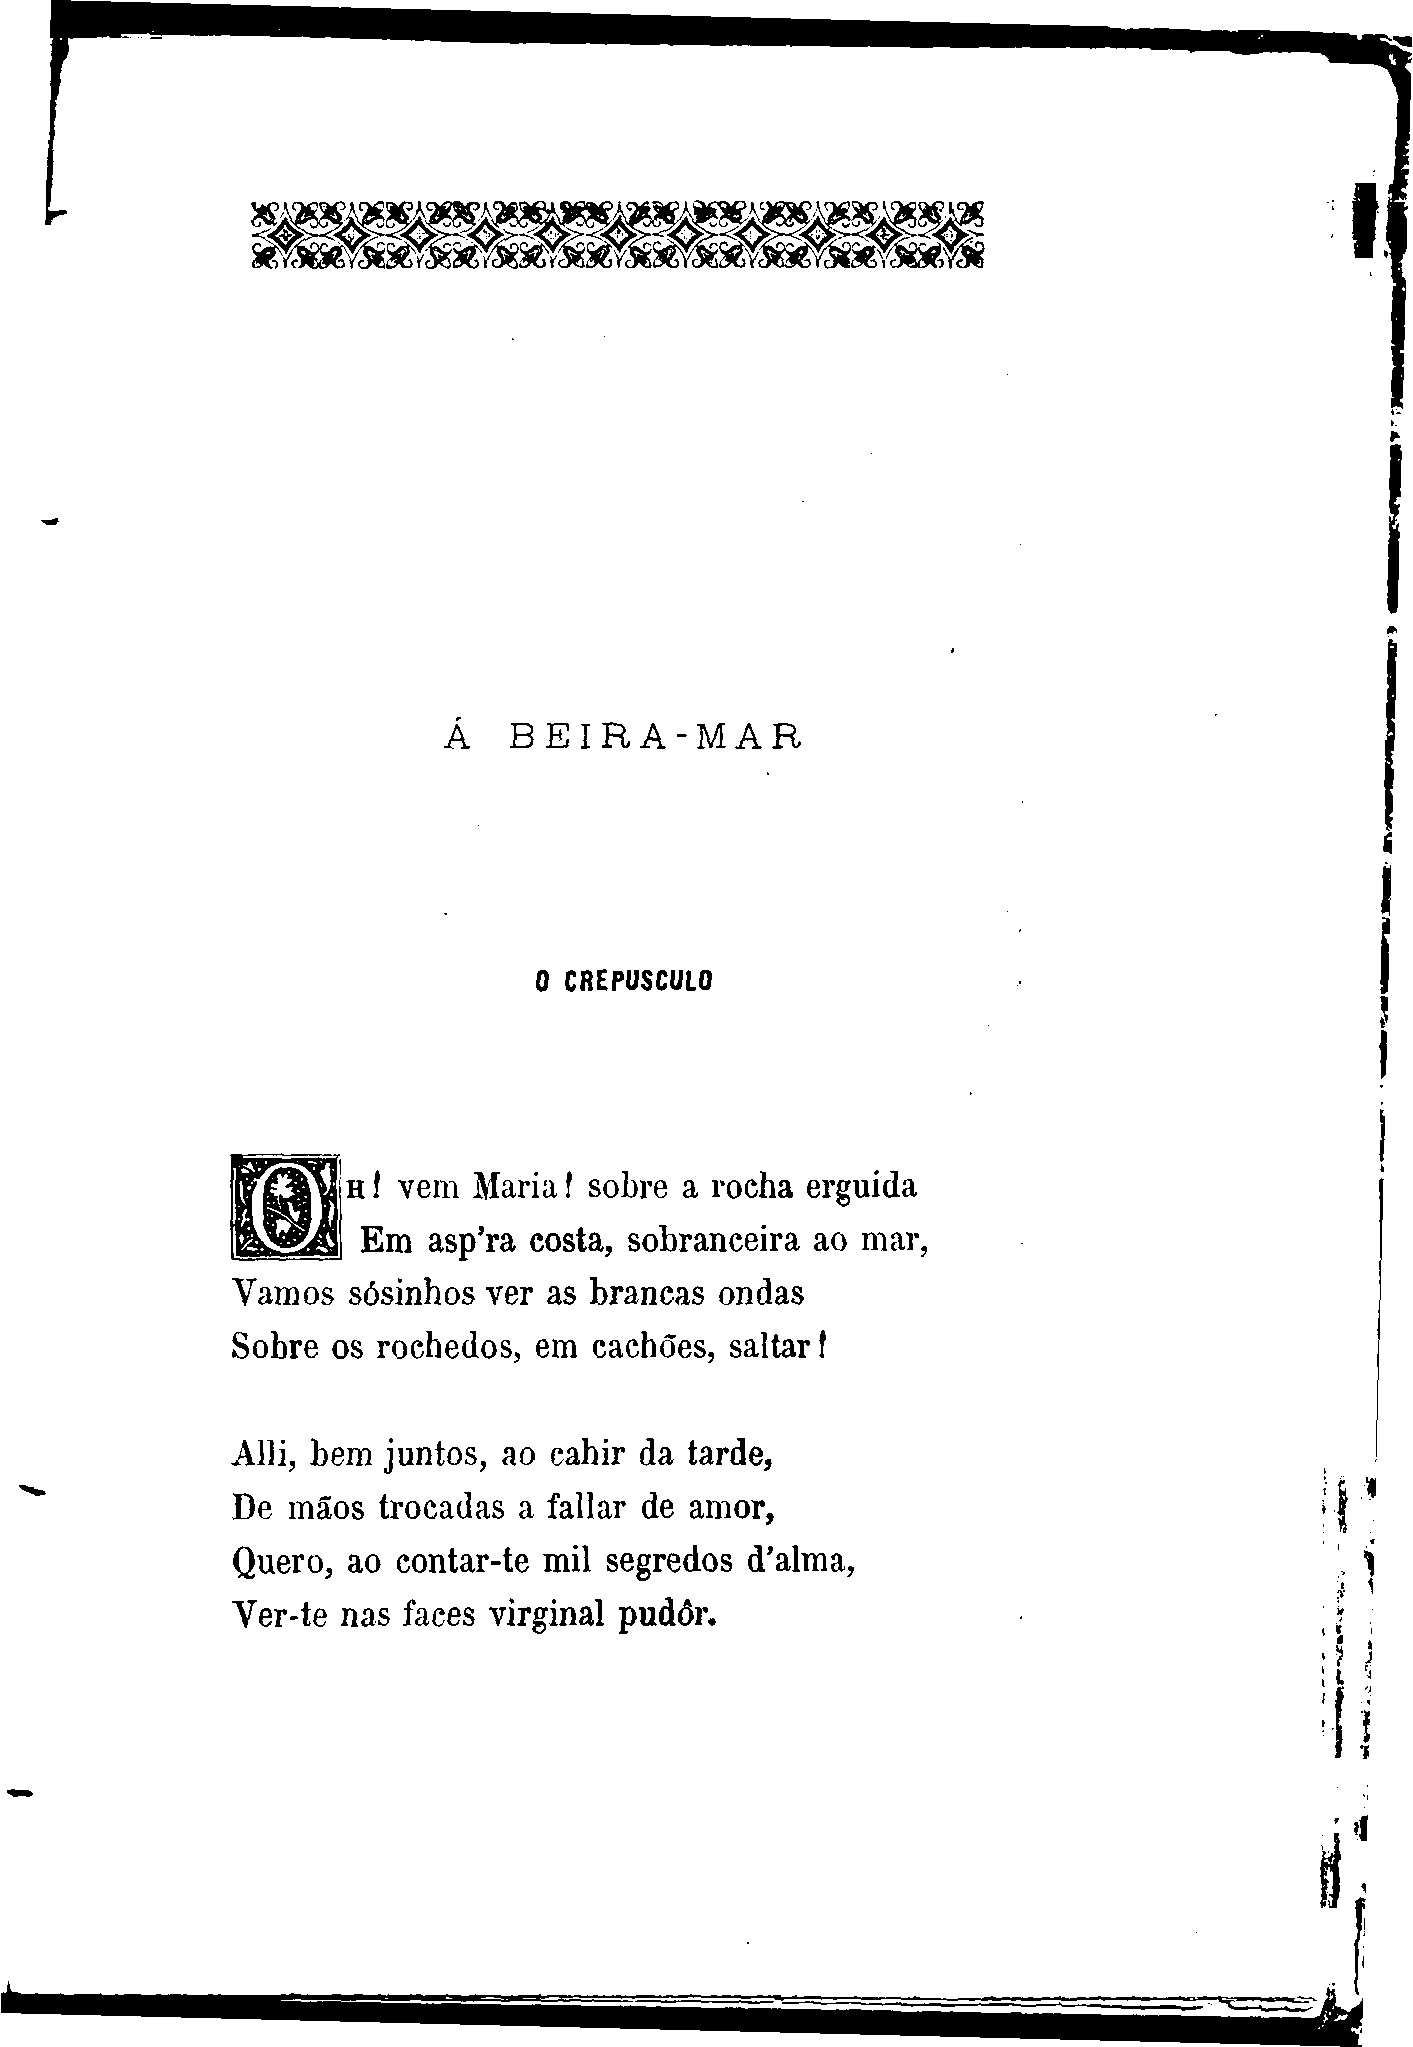 Á BEIRA-MAR
O CREPUSCULO
OH! vem Maria! sobre a rocha erguida
Em asp'ra costa, sobranceira ao mar,
Vamos sósinhos ver as brancas ondas
Sobre os rochedos, em cachões, saltar!
Alli, bem juntos, ao cahir da tarde,
De mãos trocadas a fallar de amor,
Quero, ao contar-te mil segredos d'alma,
Ver-te nas faces virginal pudôr.